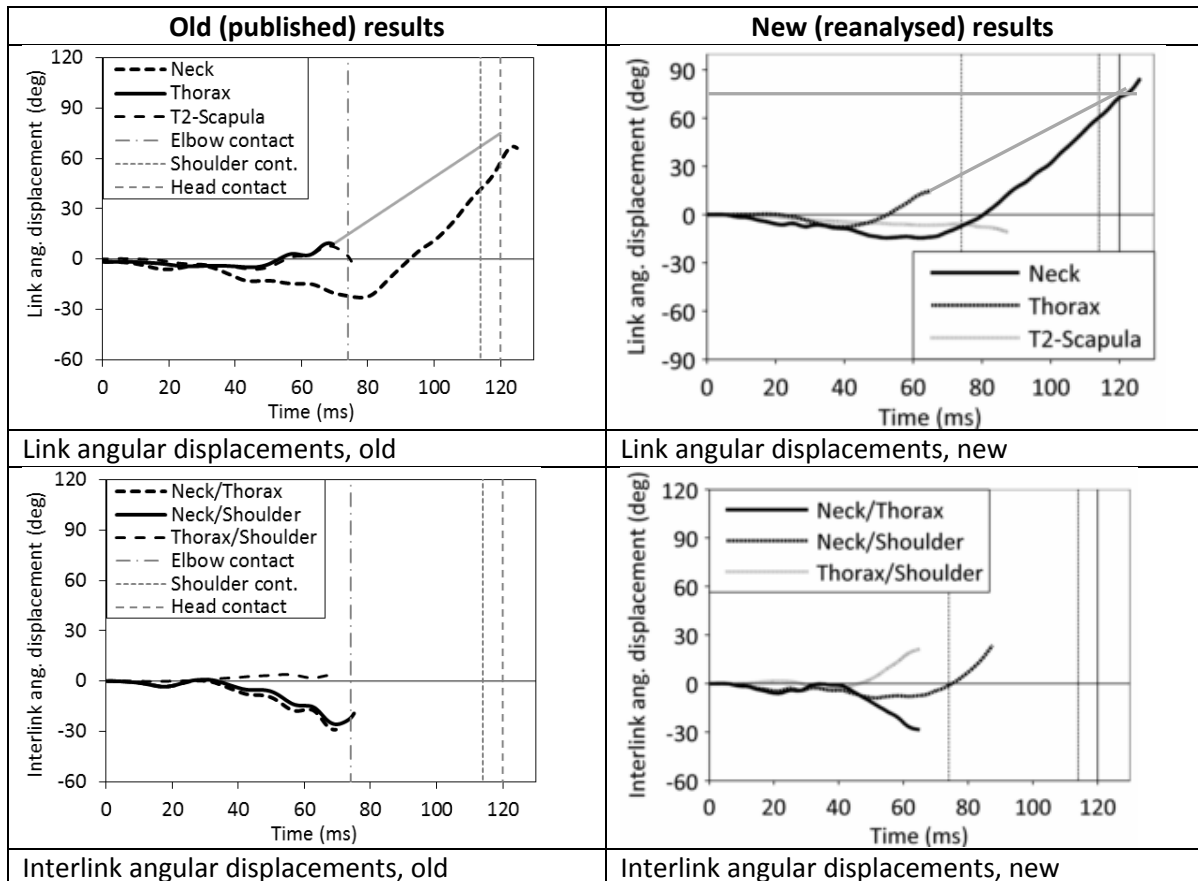 Old (published) results
New (reanalysed) results
120
90
60
30
0
-30
-60
Link ang. displacement (deg)
Neck
Thorax
T2-Scapula
Elbow contact
Shoulder cont.
Head contact
0 20 40 60 80 100 120
Time (ms)
90
60
30
0
-30
-60
-90
Link ang. displacement (deg)
Neck
Thorax
T2-Scapula
0 20 40 60 80 100 120
Time (ms)
Link angular displacements, old
Link angular displacements, new
120
90
60
30
0
-30
-60
Interlink ang. displacement (deg)
Neck/Thorax
Neck/Shoulder
Thorax/Shoulder
Elbow contact
Shoulder cont.
Head contact
0 20 40 60 80 100 120
Time (ms)
120
90
60
30
0
-30
-60
Interlink ang. displacement (deg)
Neck/Thorax
Neck/Shoulder
Thorax/Shoulder
0 20 40 60 80 100 120
Time (ms)
Interlink angular displacements, old
Interlink angular displacements, new